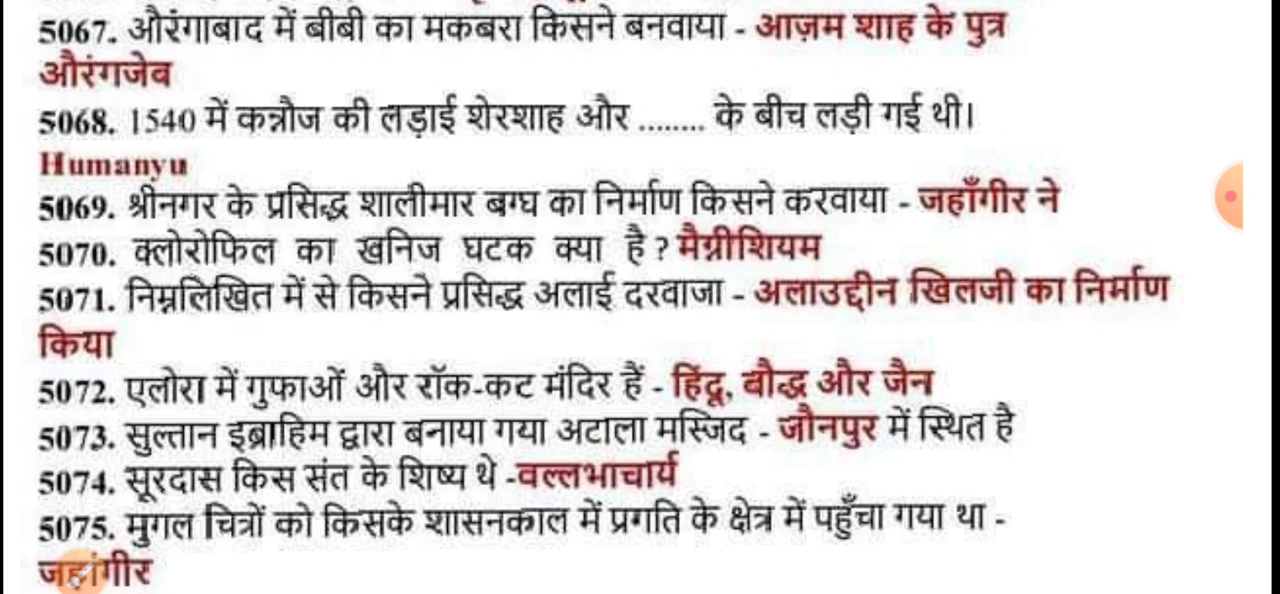 5067. औरंगाबाद में बीबी का मकबरा किसने बनवाया - आज़म शाह के पुत्र
औरंगजेब
5068. 1540 में कन्नौज की लड़ाई शेरशाह और ........ के बीच लड़ी गई थी।
Humanyu
5069. श्रीनगर के प्रसिद्ध शालीमार बग्घ का निर्माण किसने करवाया - जहाँगीर ने
5070. क्लोरोफिल का खनिज घटक क्या है ? मैग्नीशियम
5071. निम्नलिखित में से किसने प्रसिद्ध अलाई दरवाजा - अलाउद्दीन खिलजी का निर्माण
किया
5072. एलोरा में गुफाओं और रॉक-कट मंदिर हैं - हिंदू, बौद्ध और जैन
5073. सुल्तान इब्राहिम द्वारा बनाया गया अटाला मस्जिद - जौनपुर में स्थित है
5074. सूरदास किस संत के शिष्य थे -वल्लभाचार्य
5075. मुगल चित्रों को किसके शासनकाल में प्रगति के क्षेत्र में पहुँचा गया था -
जहांगीर